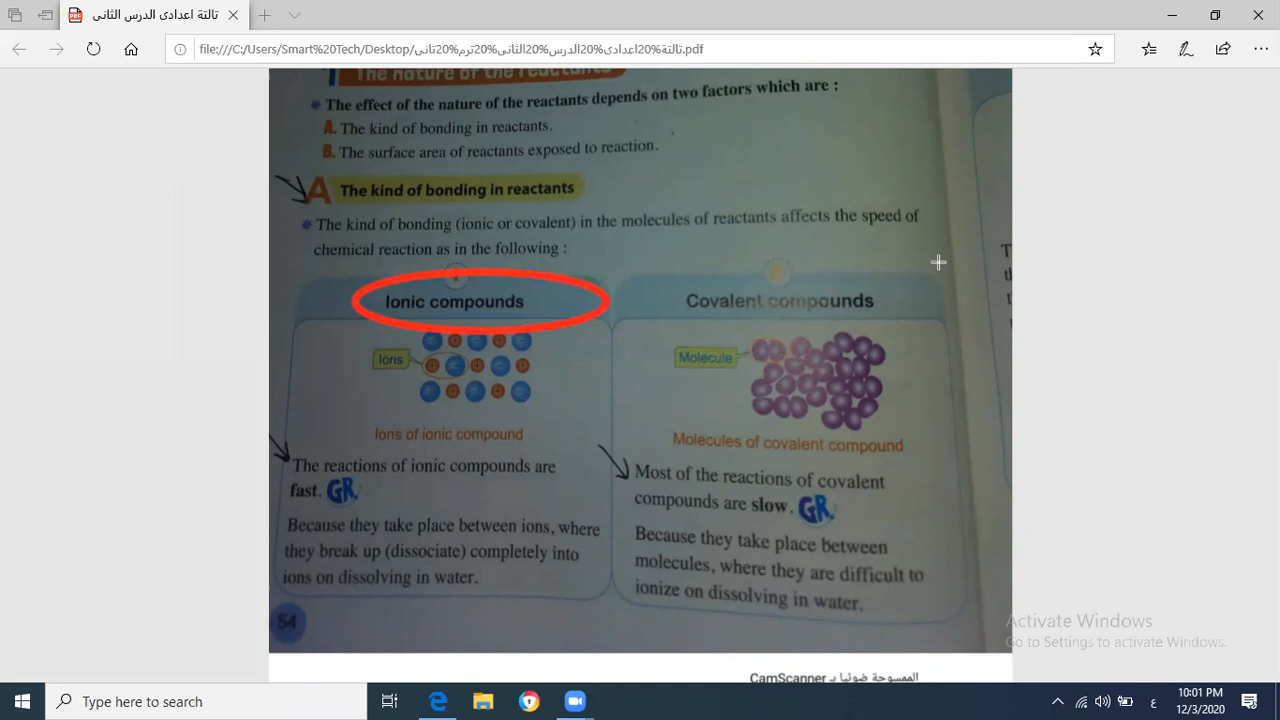 تالتة اعدادى الدرس الثانى
file:///C:/Users/Smart%20Tech/Desktop/تالتة%20اعدادى%20الدرس%20الثانى%20ترم%20تانى.pdf
1 The nature of the reactants
The effect of the nature of the reactants depends on two factors which are :
A. The kind of bonding in reactants.
B. The surface area of reactants exposed to reaction.
A The kind of bonding in reactants
The kind of bonding (ionic or covalent) in the molecules of reactants affects the speed of
chemical reaction as in the following :
Ionic compounds
Ions
Ions of ionic compound
The reactions of ionic compounds are
fast. GR.
Because they take place between ions, where
they break up (dissociate) completely into
ions on dissolving in water.
Covalent compounds
Molecule
Molecules of covalent compound
Most of the reactions of covalent
compounds are slow. GR.
Because they take place between
molecules, where they are difficult to
ionize on dissolving in water.
54
الممسوحة ضوئيا بـ CamScanner
Activate Windows
Go to Settings to activate Windows.
Type here to search
ع
10:01 PM
12/3/2020